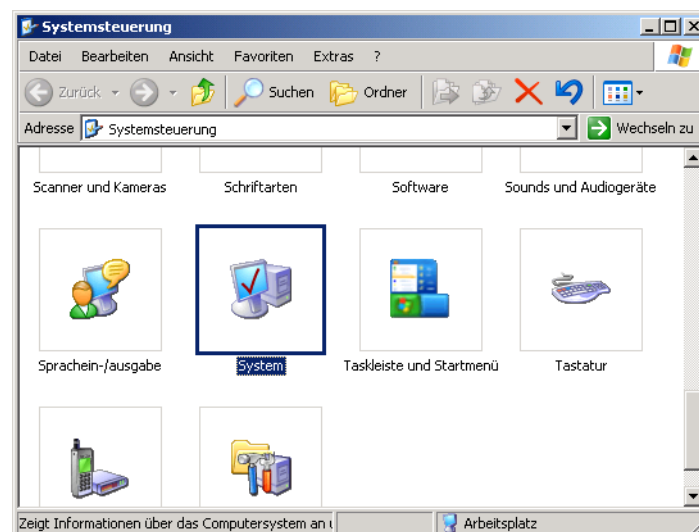 Systemsteuerung
Datei Bearbeiten Ansicht Favoriten Extras ?
Zurück Suchen Ordner
Adresse Systemsteuerung Wechseln zu
Scanner und Kameras Schriftarten Software Sounds und Audiogeräte
Sprachein-/ausgabe System Taskleiste und Startmenü Tastatur
Zeigt Informationen über das Computersystem an Arbeitsplatz